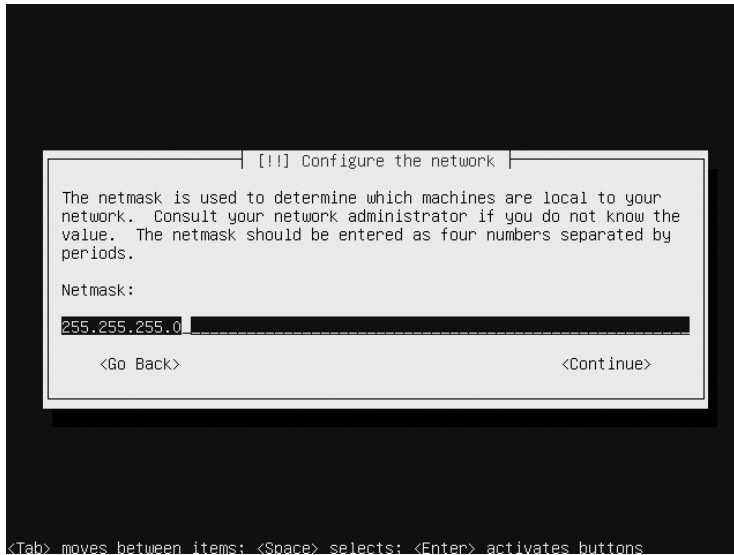 [!!] Configure the network
The netmask is used to determine which machines are local to your
network.  Consult your network administrator if you do not know the
value.  The netmask should be entered as four numbers separated by
periods.
Netmask:
255.255.255.0
<Go Back> <Continue>
<Tab> moves between items; <Space> selects; <Enter> activates buttons